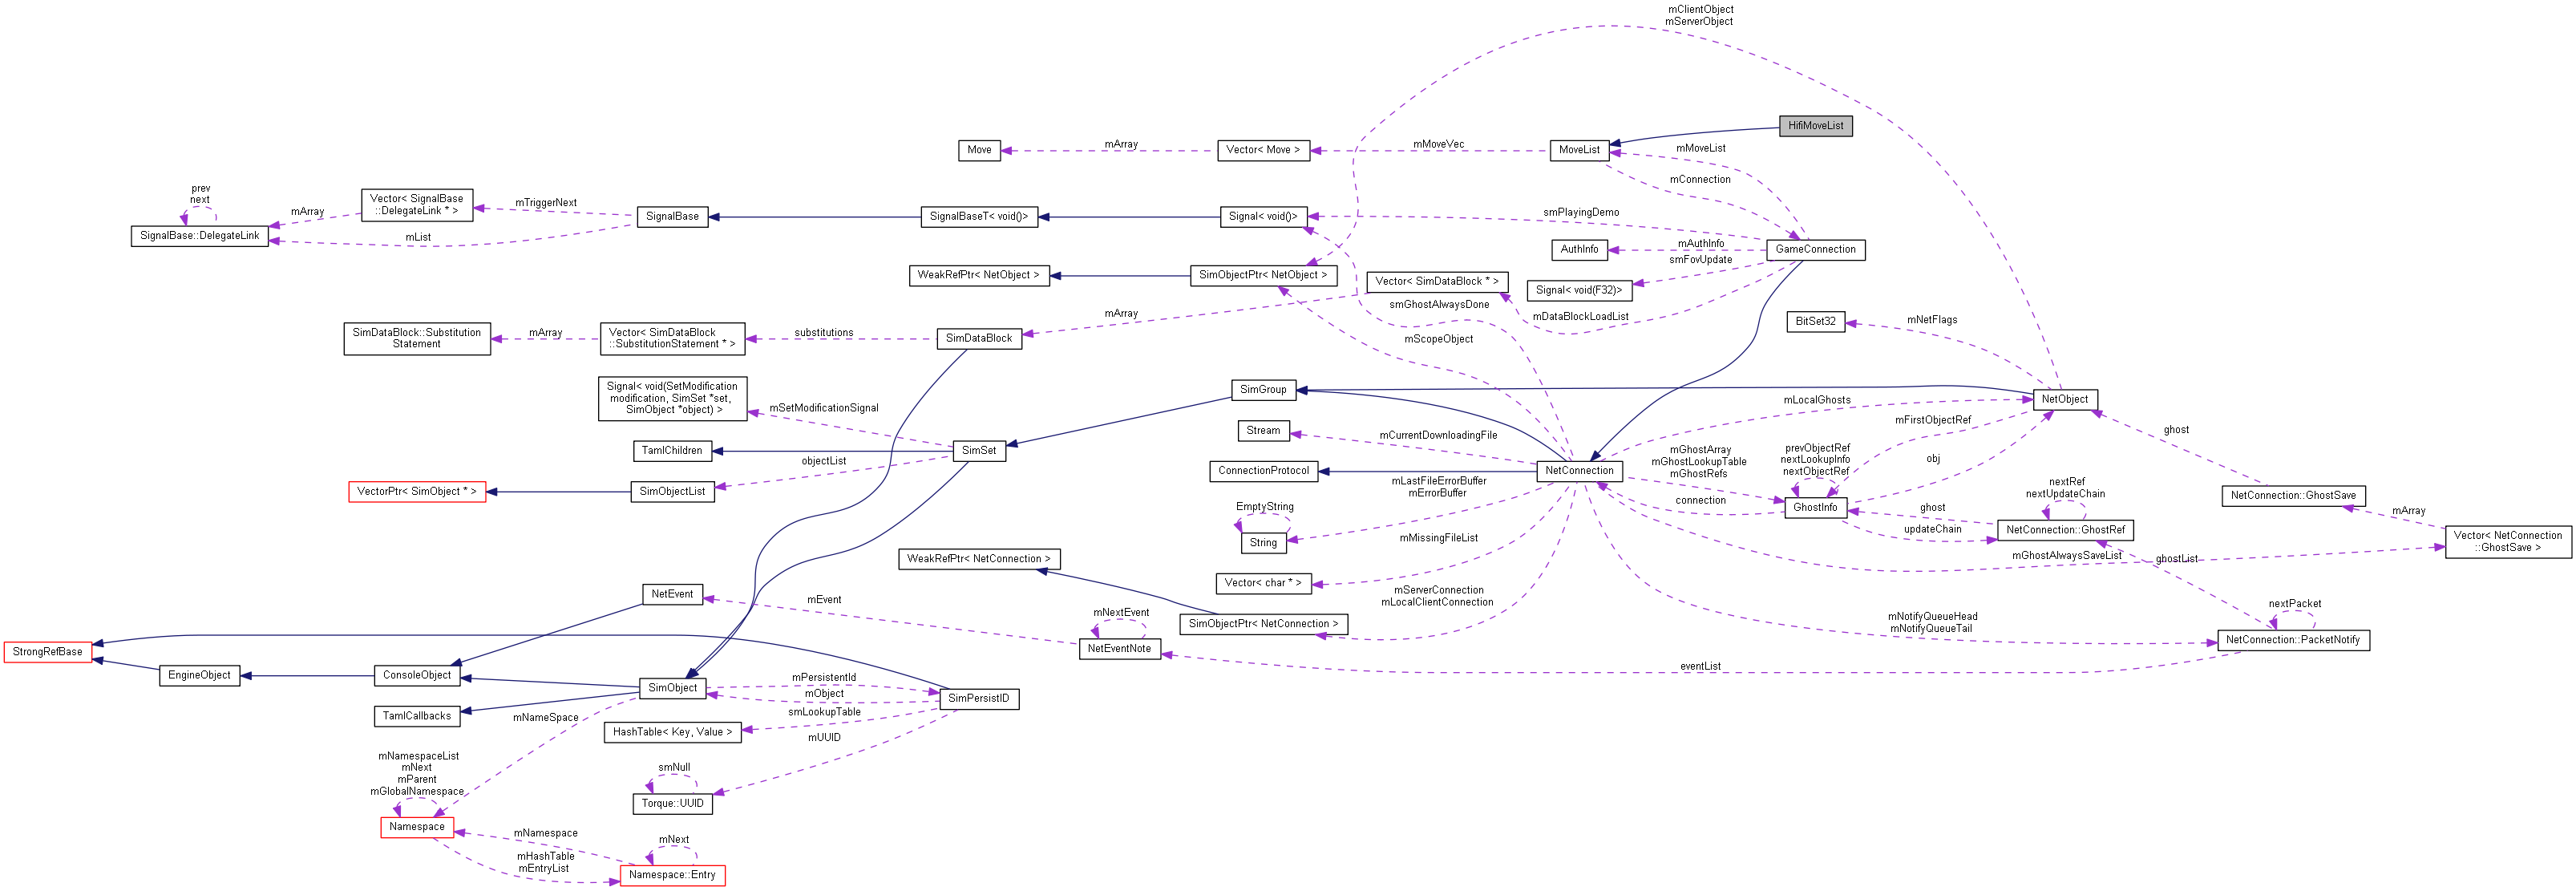 mClientObject
mServerObject
HifiMoveList
Move
mArray
Vector< Move >
mMoveVec
MoveList
mMoveList
mConnection
prev
next
Vector< SignalBase
::DelegateLink * >
mTriggerNext
SignalBase
SignalBaseT< void()>
Signal< void()>
smPlayingDemo
mArray
SignalBase::DelegateLink
mList
AuthInfo
mAuthInfo
GameConnection
smFovUpdate
WeakRefPtr< NetObject >
SimObjectPtr< NetObject >
Vector< SimDataBlock * >
Signal< void(F32)>
smGhostAlwaysDone
mDataBlockLoadList
mArray
BitSet32
mNetFlags
SimDataBlock::Substitution
Statement
mArray
Vector< SimDataBlock
::SubstitutionStatement * >
substitutions
SimDataBlock
mScopeObject
Signal< void(SetModification
modification, SimSet *set,
SimObject *object) >
mSetModificationSignal
SimGroup
NetObject
mLocalGhosts
mFirstObjectRef
Stream
mCurrentDownloadingFile
ghost
TamlChildren
SimSet
objectList
mGhostArray
mGhostLookupTable
mGhostRefs
prevObjectRef
nextLookupInfo
nextObjectRef
obj
ConnectionProtocol
NetConnection
VectorPtr< SimObject * >
SimObjectList
mLastFileErrorBuffer
mErrorBuffer
connection
GhostInfo
nextRef
nextUpdateChain
NetConnection::GhostSave
EmptyString
String
ghost
updateChain
NetConnection::GhostRef
mArray
Vector< NetConnection
::GhostSave >
mMissingFileList
WeakRefPtr< NetConnection >
mGhostAlwaysSaveList
ghostList
Vector< char * >
NetEvent
mEvent
mServerConnection
mLocalClientConnection
mNextEvent
SimObjectPtr< NetConnection >
mNotifyQueueHead
mNotifyQueueTail
nextPacket
NetConnection::PacketNotify
StrongRefBase
NetEventNote
eventList
EngineObject
ConsoleObject
SimObject
mPersistentId
mObject
SimPersistID
TamlCallbacks
mNameSpace
smLookupTable
HashTable< Key, Value >
mUUID
mNamespaceList
mNext
mParent
mGlobalNamespace
smNull
Torque::UUID
Namespace
mNamespace
mNext
mHashTable
mEntryList
Namespace::Entry